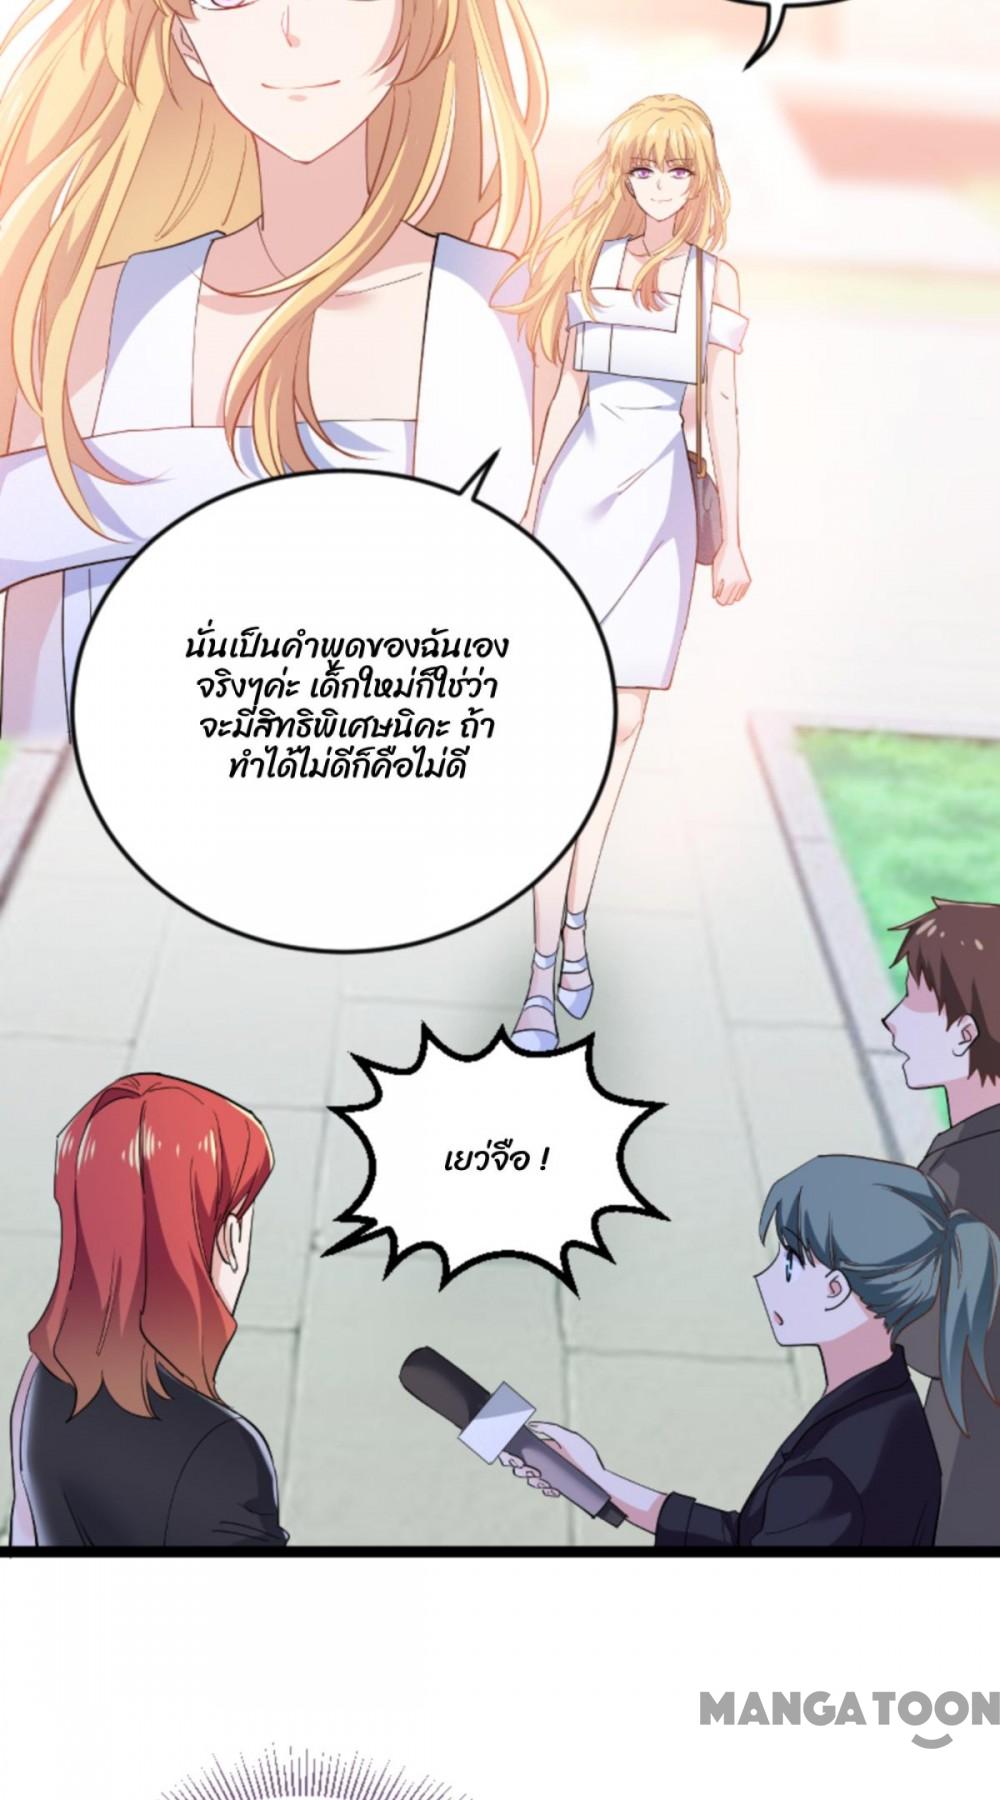 นั่นเป็นคำพูดของฉันเอง
จริงๆค่ะ เด็กใหม่ก็ใช่ว่า
จะมีสิทธิพิเศษนิคะ ถ้า
ทำได้ไม่ดีก็คือไม่ดี
เยว่จือ !
MANGATOON